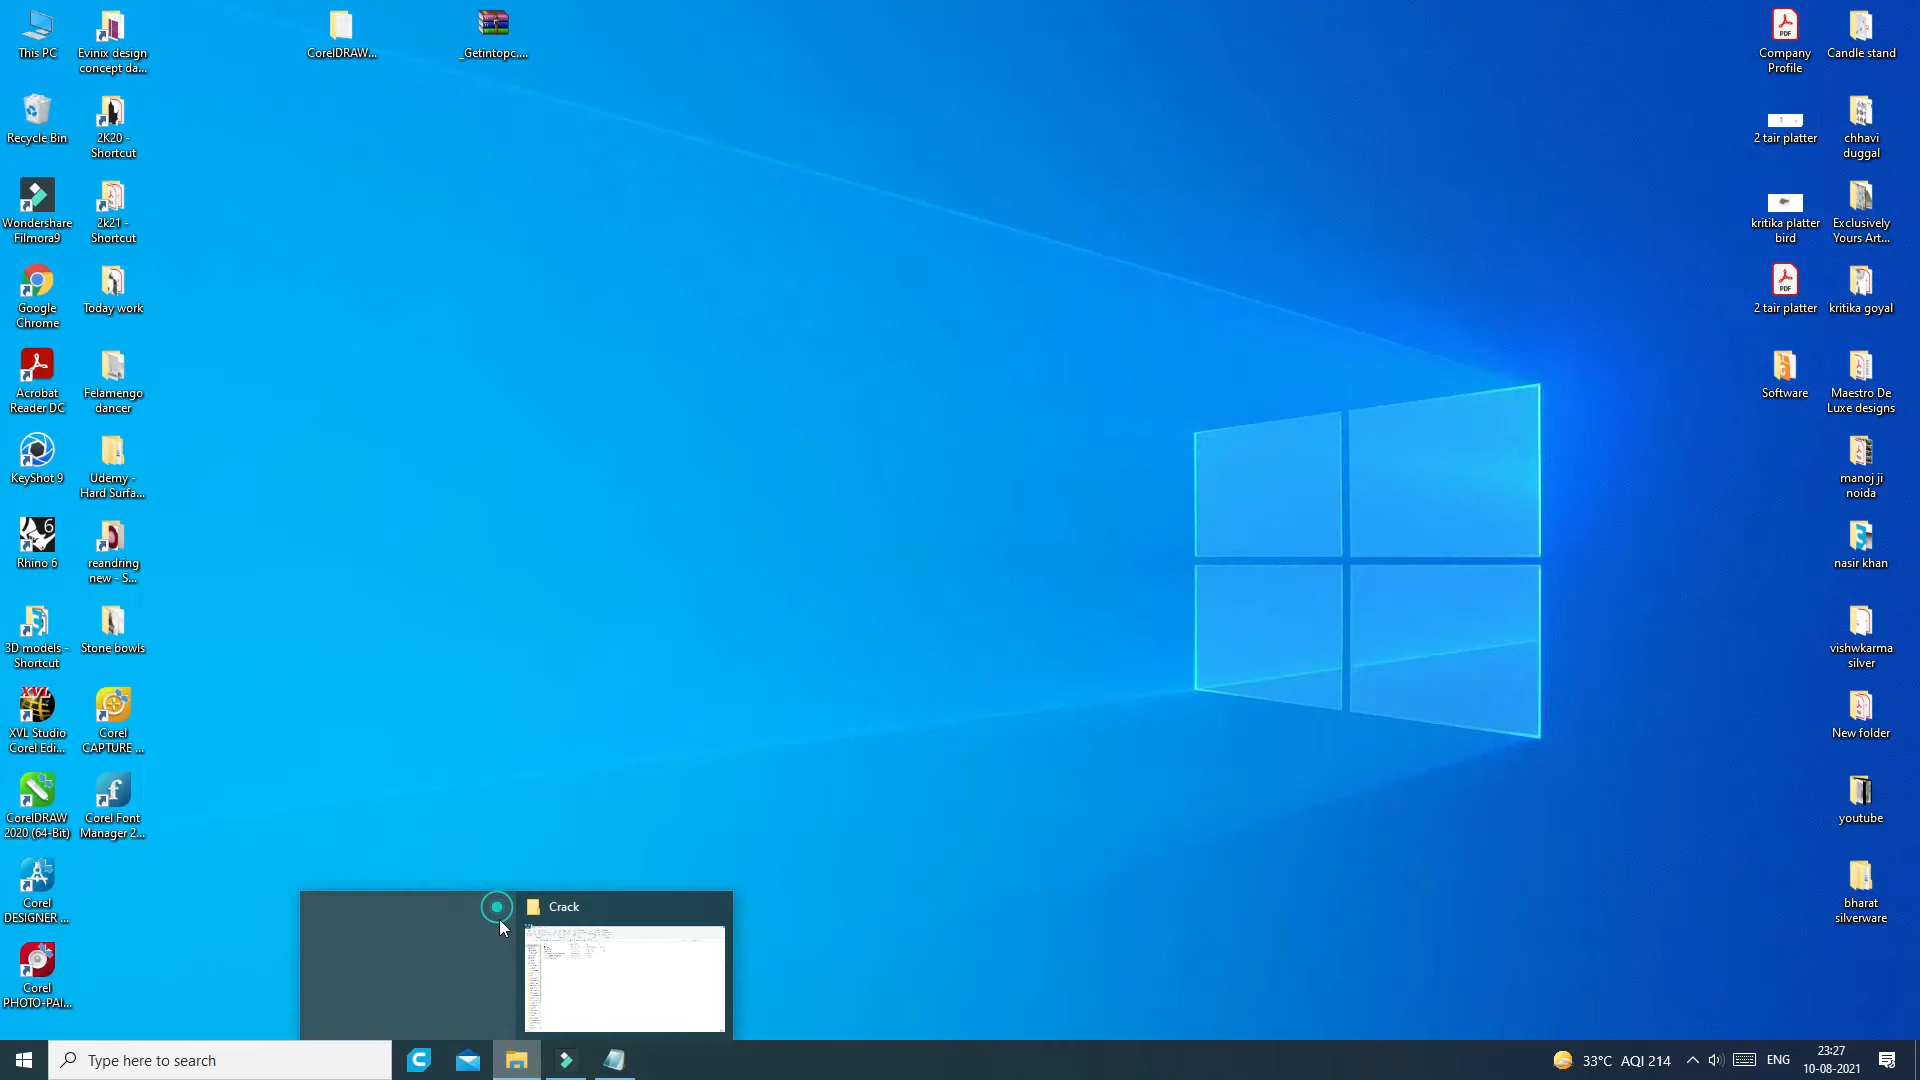 This PC
Evinix design
concept da...
CorelDRAW...
_Getintopc....
Company
Profile
Candle stand
Recycle Bin
2K20 -
Shortcut
2 tair platter
chhavi
duggal
Wondershare
Filmora9
2k21 -
Shortcut
kritika platter
bird
Exclusively
Yours Art...
Google
Chrome
Today work
2 tair platter
kritika goyal
Acrobat
Reader DC
Felamengo
dancer
Software
Maestro De
Luxe designs
KeyShot 9
Udemy -
Hard Surfa...
manoj ji
noida
Rhino 6
reandring
new - S...
nasir khan
3D models -
Shortcut
Stone bowls
vishwkarma
silver
XVL Studio
Corel Edi...
Corel
CAPTURE ...
New folder
CorelDRAW
2020 (64-Bit)
Corel Font
Manager 2...
youtube
Corel
DESIGNER ...
bharat
silverware
Corel
PHOTO-PAI...
Crack
Type here to search
33°C AQI 214
ENG
23:27
10-08-2021